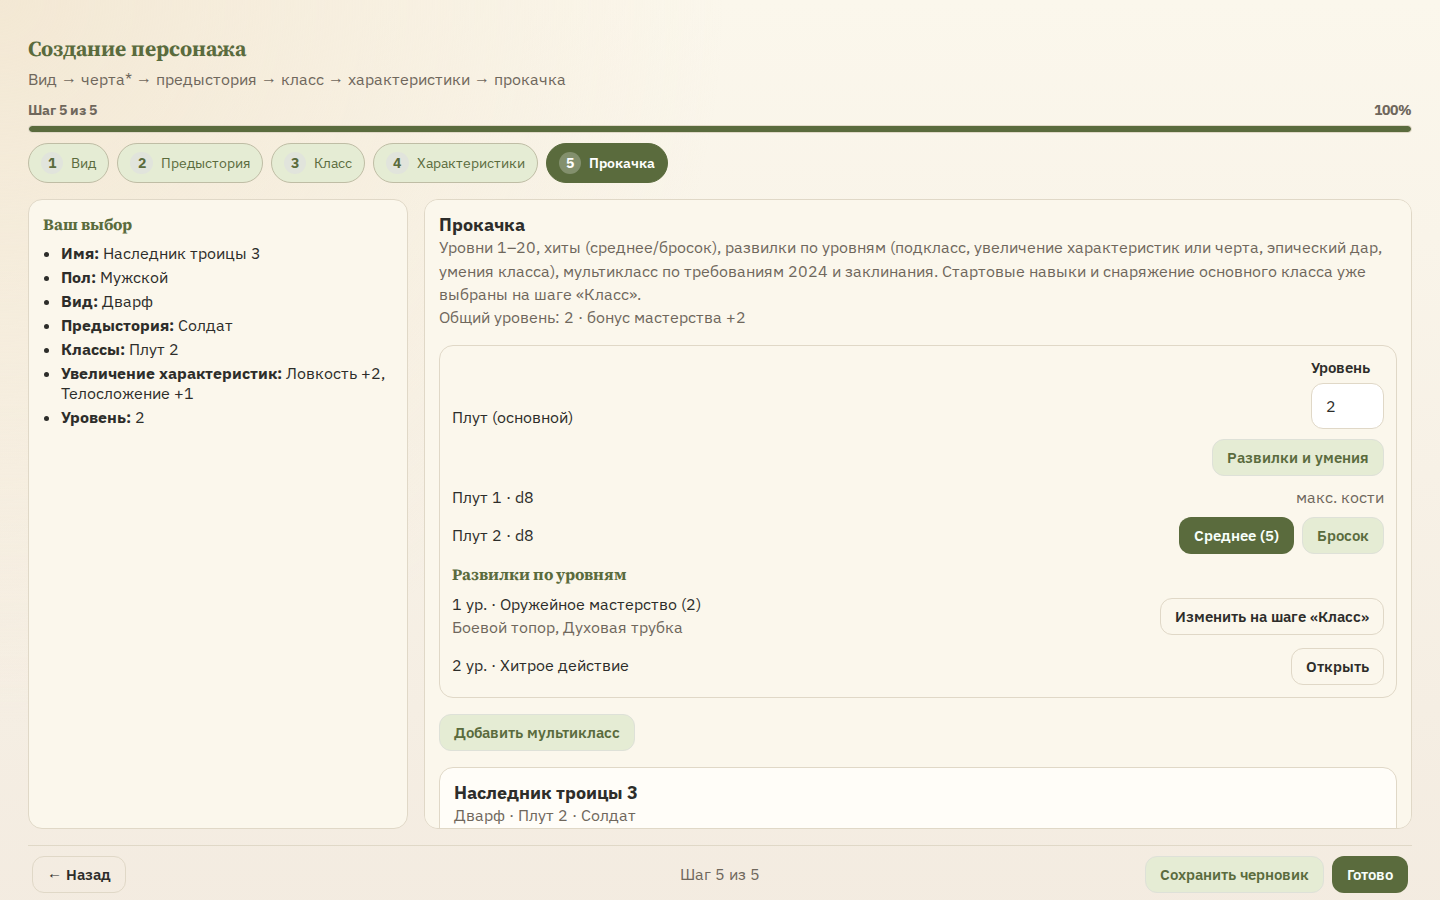 Создание персонажа
Вид → черта* → предыстория → класс → характеристики → прокачка
Шаг 5 из 5
100%
1 Вид
2 Предыстория
3 Класс
4 Характеристики
5 Прокачка
Ваш выбор
• Имя: Наследник троицы 3
• Пол: Мужской
• Вид: Дварф
• Предыстория: Солдат
• Классы: Плут 2
• Увеличение характеристик: Ловкость +2,
Телосложение +1
• Уровень: 2
Прокачка
Уровни 1–20, хиты (среднее/бросок), развилки по уровням (подкласс, увеличение характеристик или черта, эпический дар,
умения класса), мультикласс по требованиям 2024 и заклинания. Стартовые навыки и снаряжение основного класса уже
выбраны на шаге «Класс».
Общий уровень: 2 · бонус мастерства +2
Уровень
Плут (основной)
2
Развилки и умения
Плут 1 · d8
макс. кости
Плут 2 · d8
Среднее (5)
Бросок
Развилки по уровням
1 ур. · Оружейное мастерство (2)
Боевой топор, Духовая трубка
Изменить на шаге «Класс»
2 ур. · Хитрое действие
Открыть
Добавить мультикласс
Наследник троицы 3
Дварф · Плут 2 · Солдат
← Назад
Шаг 5 из 5
Сохранить черновик
Готово